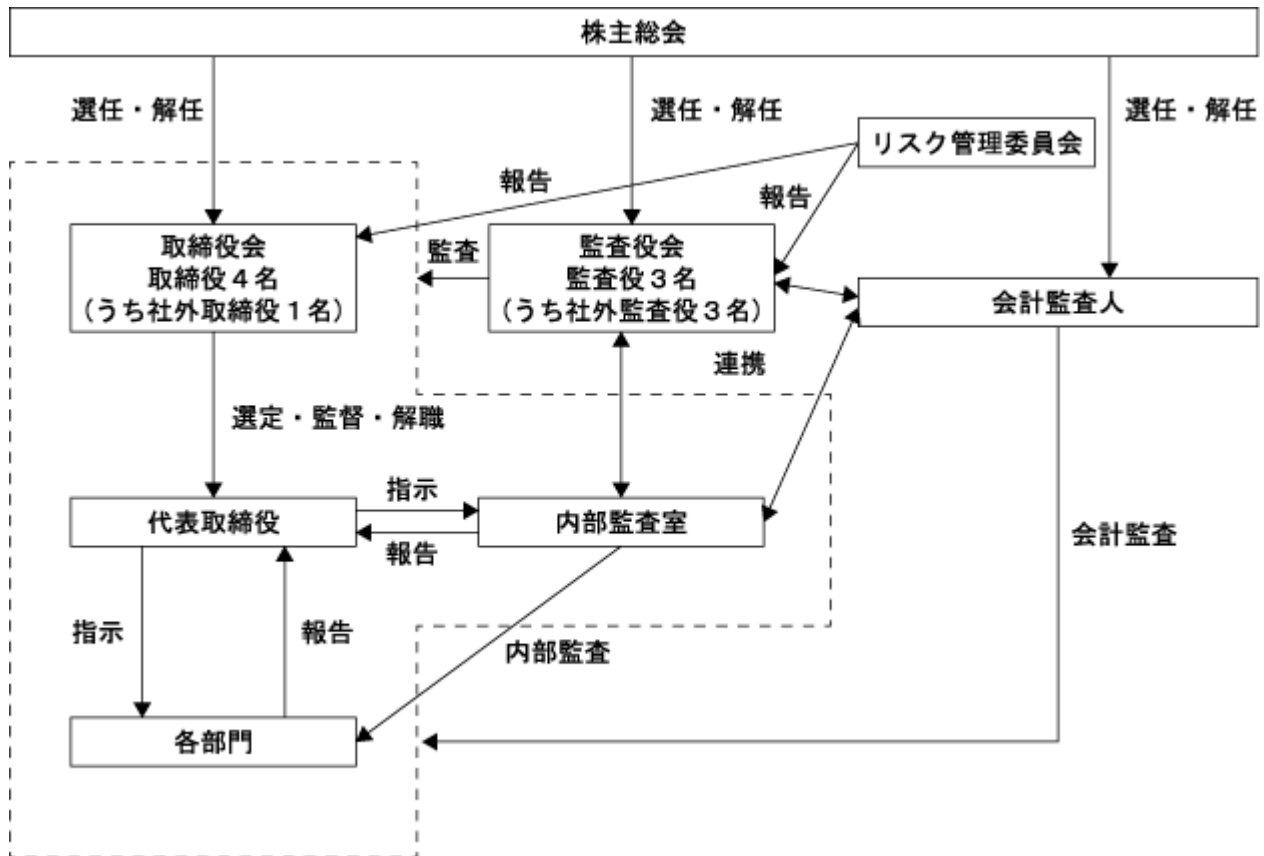 株主総会
選任・解任
選任・解任
選任・解任
リスク管理委員会
報告
報告
取締役会
取締役４名
(うち社外取締役１名)
監査
監査役会
監査役３名
(うち社外監査役３名)
会計監査人
連携
選定・監督・解職
指示
代表取締役
内部監査室
報告
会計監査
指示
報告
内部監査
各部門